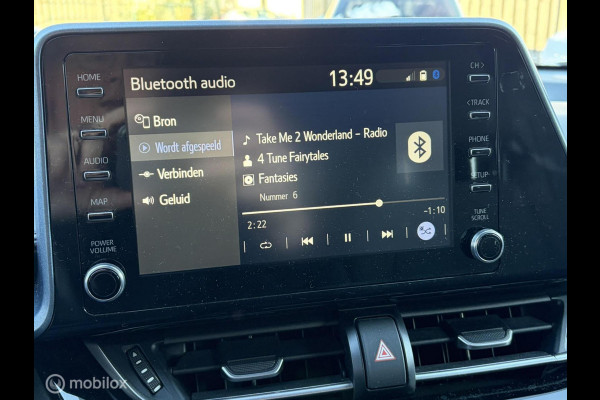 HOME
MENU
AUDIO
MAP
POWER
VOLUME
Bluetooth audio
13:49
Bron
Wordt afgespeeld
Verbinden
Geluid
Take Me 2 Wonderland – Radio
4 Tune Fairytales
Fantasies
Nummer 6
2:22
-1:10
CH>
<TRACK
PHONE
SETUP
TUNE
SCROLL
mobilox